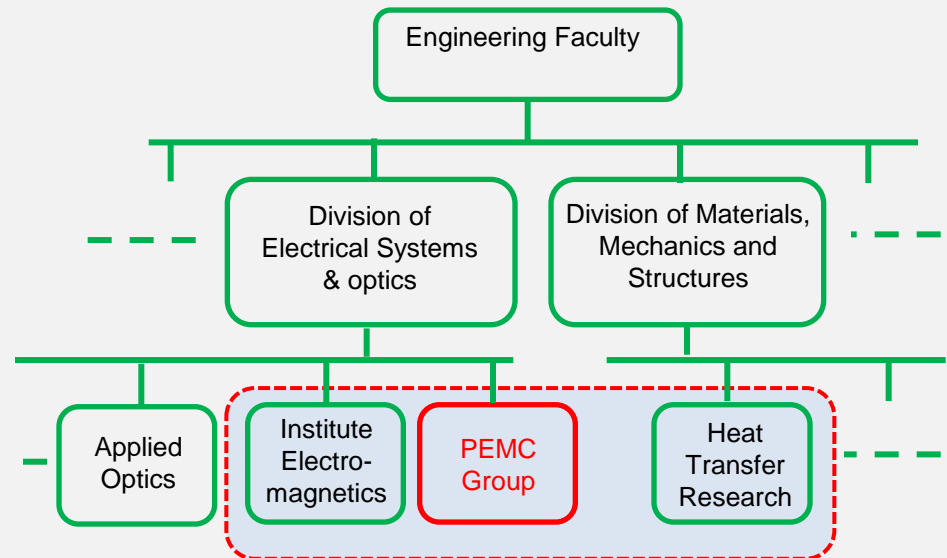 Engineering Faculty
Division of
Electrical Systems
& optics
Division of Materials,
Mechanics and
Structures
Applied
Optics
Institute
Electro-
magnetics
PEMC
Group
Heat
Transfer
Research